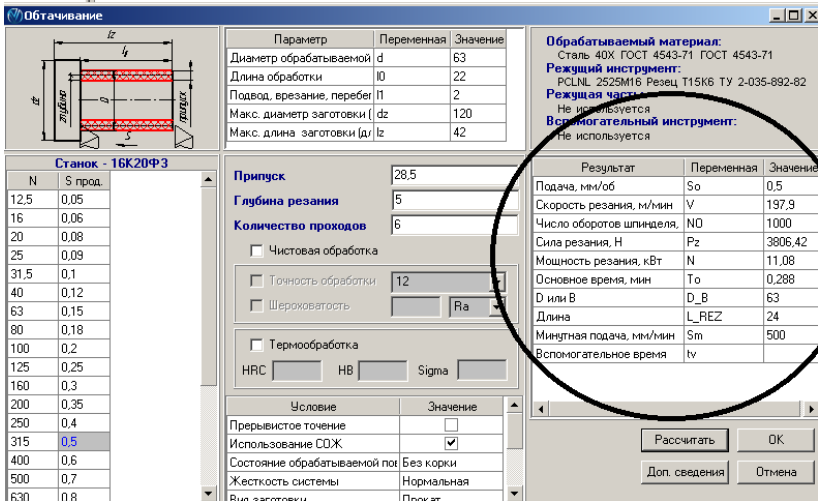 Обтачивание
lz
l1
dz
глубина
D
припуск
S
Параметр Переменная Значение
Диаметр обрабатываемой d 63
Длина обработки l0 22
Подвод, врезание, перебег l1 2
Макс. диаметр заготовки ( dz 120
Макс. длина заготовки (дл lz 42
Обрабатываемый материал:
Сталь 40Х ГОСТ 4543-71 ГОСТ 4543-71
Режущий инструмент:
PCLNL 2525M16 Резец Т15К6 ТУ 2-035-892-82
Режущая часть:
Не используется
Вспомогательный инструмент:
Не используется
Станок - 16К20Ф3
N S прод.
12,5 0,05
16 0,06
20 0,08
25 0,09
31,5 0,1
40 0,12
63 0,15
80 0,18
100 0,2
125 0,25
160 0,3
200 0,35
250 0,4
315 0,5
400 0,6
500 0,7
630 0,8
Припуск 28,5
Глубина резания 5
Количество проходов 6
Чистовая обработка
Точность обработки 12
Шероховатость Ra
Термообработка
HRC HB Sigma
Условие Значение
Прерывистое точение
Использование СОЖ
Состояние обрабатываемой пов Без корки
Жесткость системы Нормальная
Вид заготовки Прокат
Результат Переменная Значение
Подача, мм/об So 0,5
Скорость резания, м/мин V 197,9
Число оборотов шпинделя, NO 1000
Сила резания, Н Pz 3806,42
Мощность резания, кВт N 11,08
Основное время, мин To 0,288
D или B D_B 63
Длина L_REZ 24
Минутная подача, мм/мин Sm 500
Вспомогательное время tv
Рассчитать OK
Доп. сведения Отмена